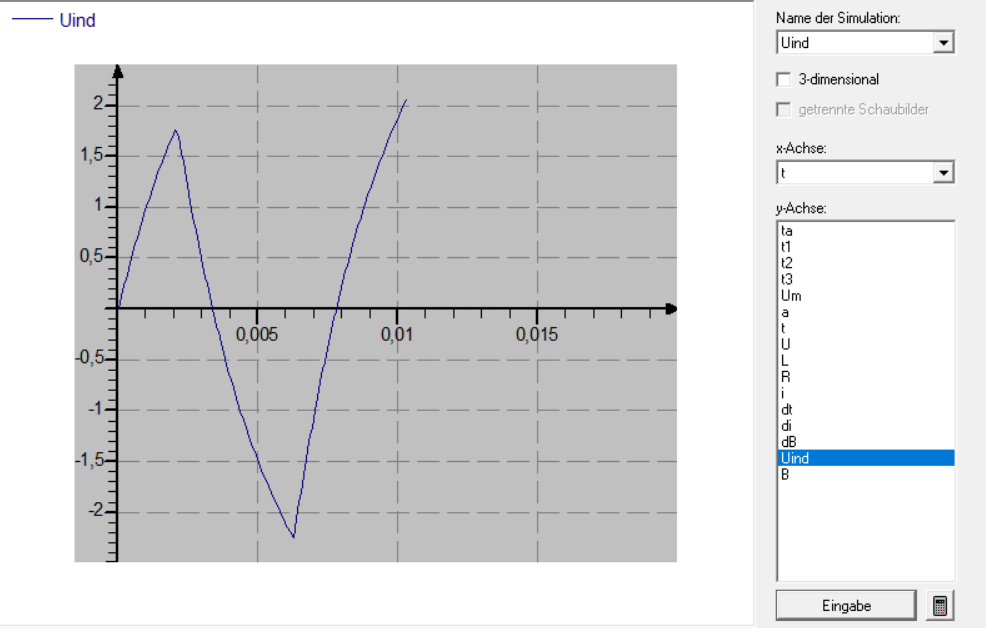 Uind
2
1,5
1
0,5
-0,5
-1
-1,5
-2
0,005
0,01
0,015
Name der Simulation:
Uind
3-dimensional
getrennte Schaubilder
x-Achse:
t
y-Achse:
ta
t1
t2
t3
Um
a
t
U
L
R
i
dt
di
dB
Uind
B
Eingabe